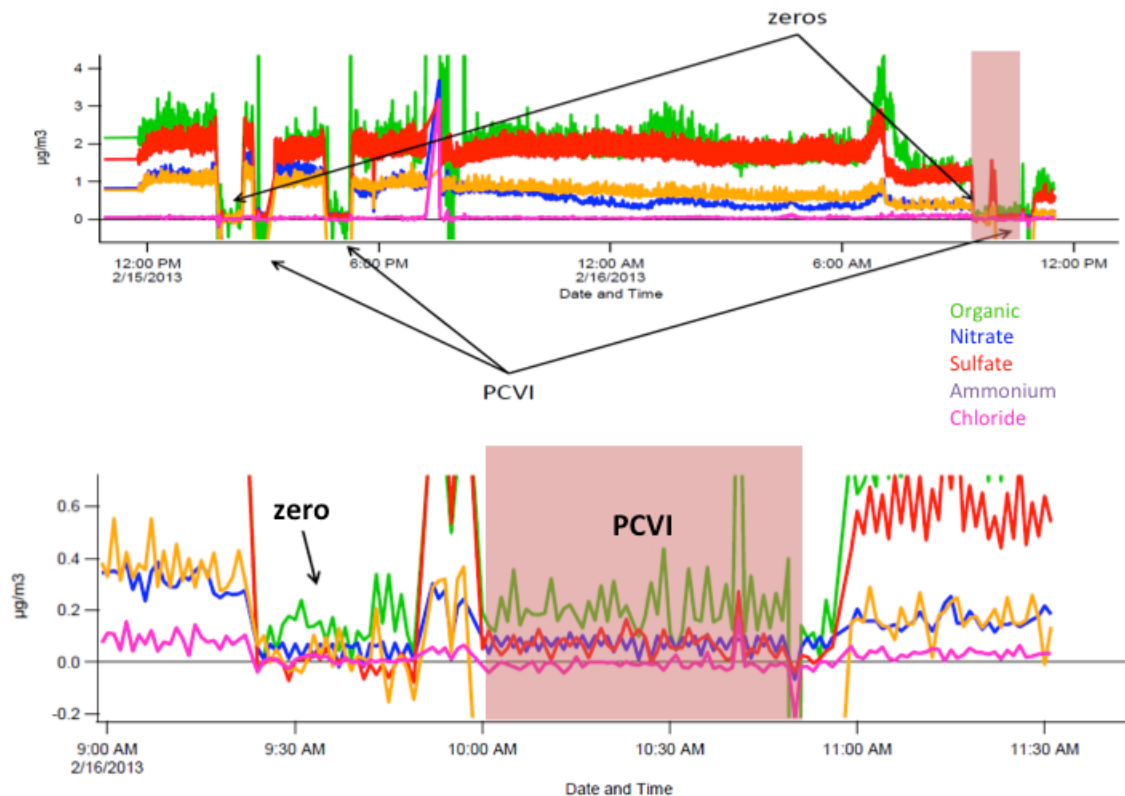 zeros
4
3
2
1
0
µg/m3
12:00 PM
2/15/2013
6:00 PM
12:00 AM
2/16/2013
6:00 AM
12:00 PM
Date and Time
PCVI
Organic
Nitrate
Sulfate
Ammonium
Chloride
zero
PCVI
0.6
0.4
0.2
0.0
-0.2
µg/m3
9:00 AM
2/16/2013
9:30 AM
10:00 AM
10:30 AM
11:00 AM
11:30 AM
Date and Time